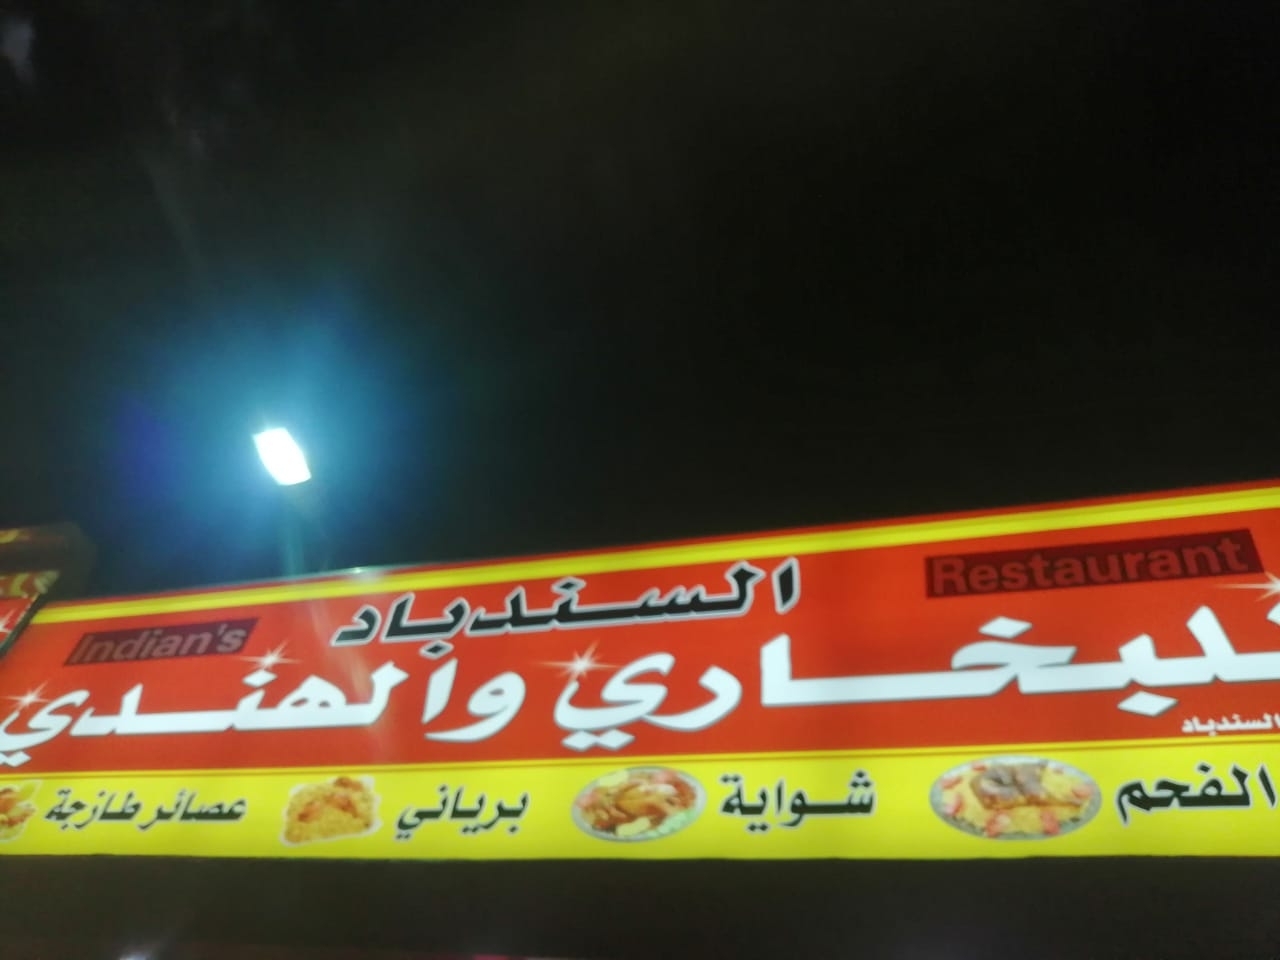 السندباد
Restaurant
Indian's
للبخاري والهندي
السندباد
الفحم
شواية
برياني
عصائر طازجة